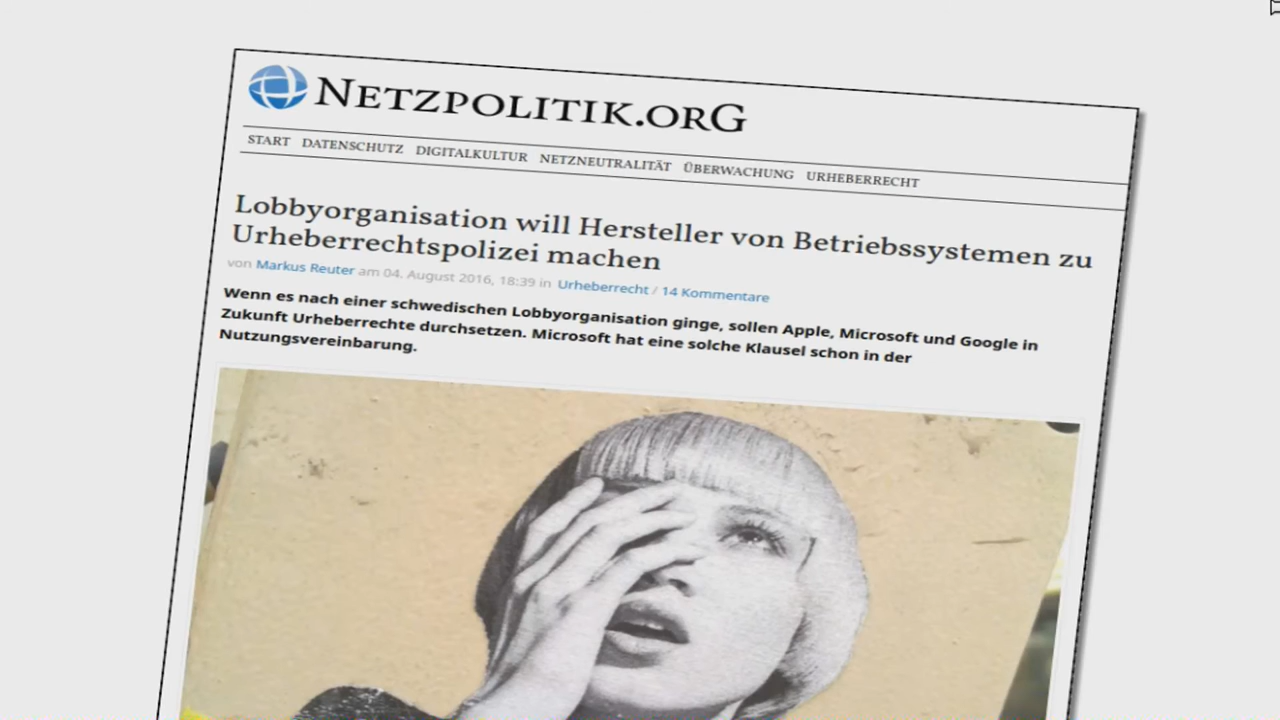 NETZPOLITIK.ORG
START DATENSCHUTZ DIGITALKULTUR NETZNEUTRALITÄT ÜBERWACHUNG URHEBERRECHT
Lobbyorganisation will Hersteller von Betriebssystemen zu
Urheberrechtspolizei machen
von Markus Reuter am 04. August 2016, 18:39 in Urheberrecht / 14 Kommentare
Wenn es nach einer schwedischen Lobbyorganisation ginge, sollen Apple, Microsoft und Google in
Zukunft Urheberrechte durchsetzen. Microsoft hat eine solche Klausel schon in der
Nutzungsvereinbarung.